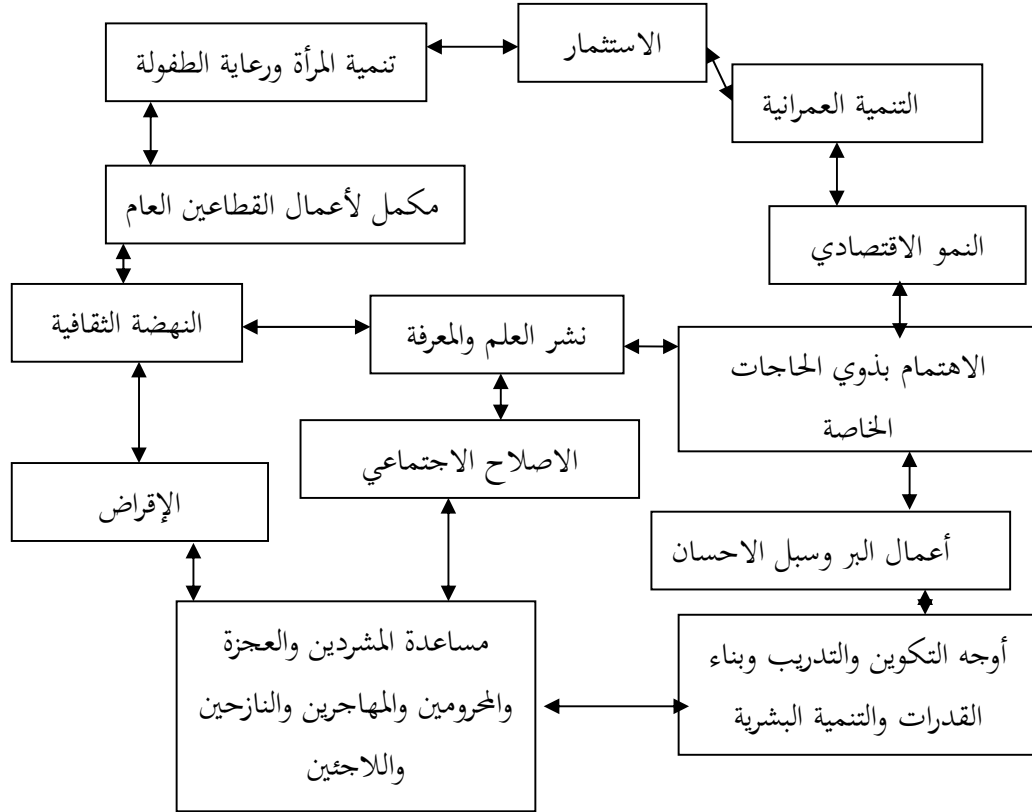 الاستثمار
تنمية المرأة ورعاية الطفولة
التنمية العمرانية
مكمل لأعمال القطاعين العام
النمو الاقتصادي
النهضة الثقافية
نشر العلم والمعرفة
الاهتمام بذوي الحاجات
الخاصة
الاصلاح الاجتماعي
الإقراض
أعمال البر وسبل الاحسان
مساعدة المشردين والعجزة
والمحرومين والمهاجرين والنازحين
واللاجئين
أوجه التكوين والتدريب وبناء
القدرات والتنمية البشرية